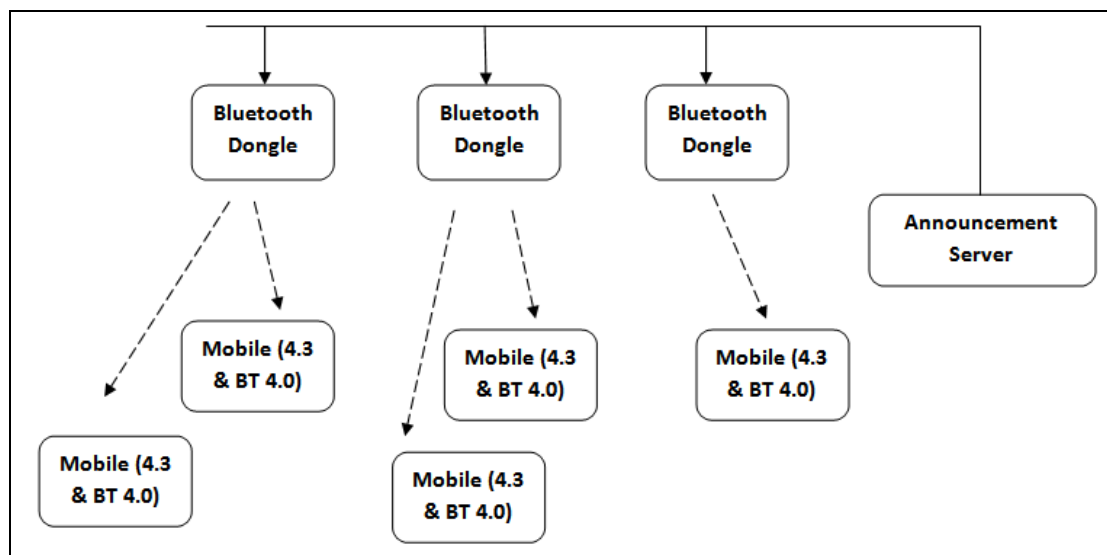 Bluetooth
Dongle
Bluetooth
Dongle
Bluetooth
Dongle
Announcement
Server
Mobile (4.3
& BT 4.0)
Mobile (4.3
& BT 4.0)
Mobile (4.3
& BT 4.0)
Mobile (4.3
& BT 4.0)
Mobile (4.3
& BT 4.0)